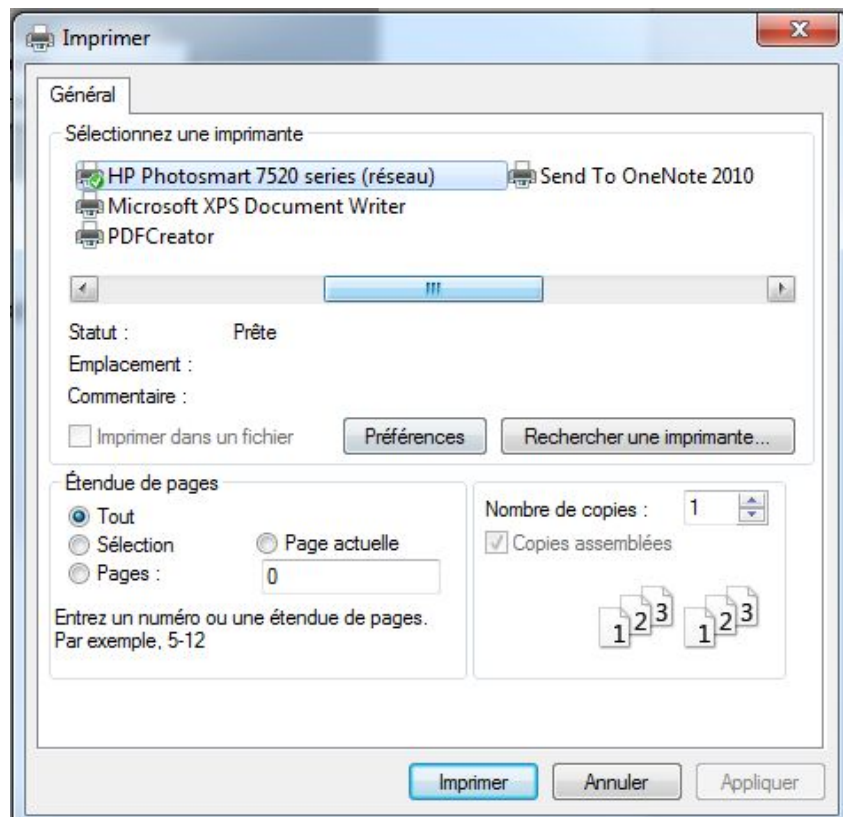 Imprimer
Général
Sélectionnez une imprimante
HP Photosmart 7520 series (réseau) Send To OneNote 2010
Microsoft XPS Document Writer
PDFCreator
Statut : Prête
Emplacement :
Commentaire :
Imprimer dans un fichier Préférences Rechercher une imprimante...
Étendue de pages
Tout
Sélection Page actuelle
Pages : 0
Entrez un numéro ou une étendue de pages.
Par exemple, 5-12
Nombre de copies : 1
Copies assemblées
1 2 3 1 2 3
Imprimer Annuler Appliquer